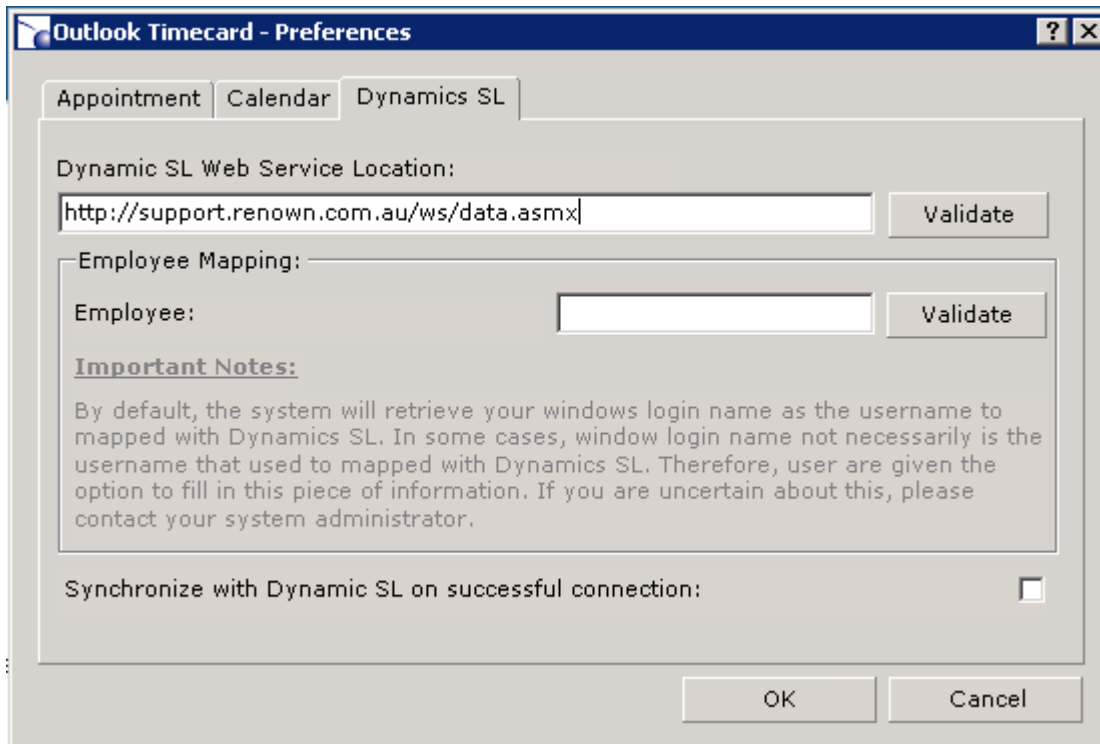 Outlook Timecard - Preferences
Appointment Calendar Dynamics SL
Dynamic SL Web Service Location:
http://support.renown.com.au/ws/data.asmx Validate
Employee Mapping:
Employee: Validate
Important Notes:
By default, the system will retrieve your windows login name as the username to
mapped with Dynamics SL. In some cases, window login name not necessarily is the
username that used to mapped with Dynamics SL. Therefore, user are given the
option to fill in this piece of information. If you are uncertain about this, please
contact your system administrator.
Synchronize with Dynamic SL on successful connection:
OK Cancel